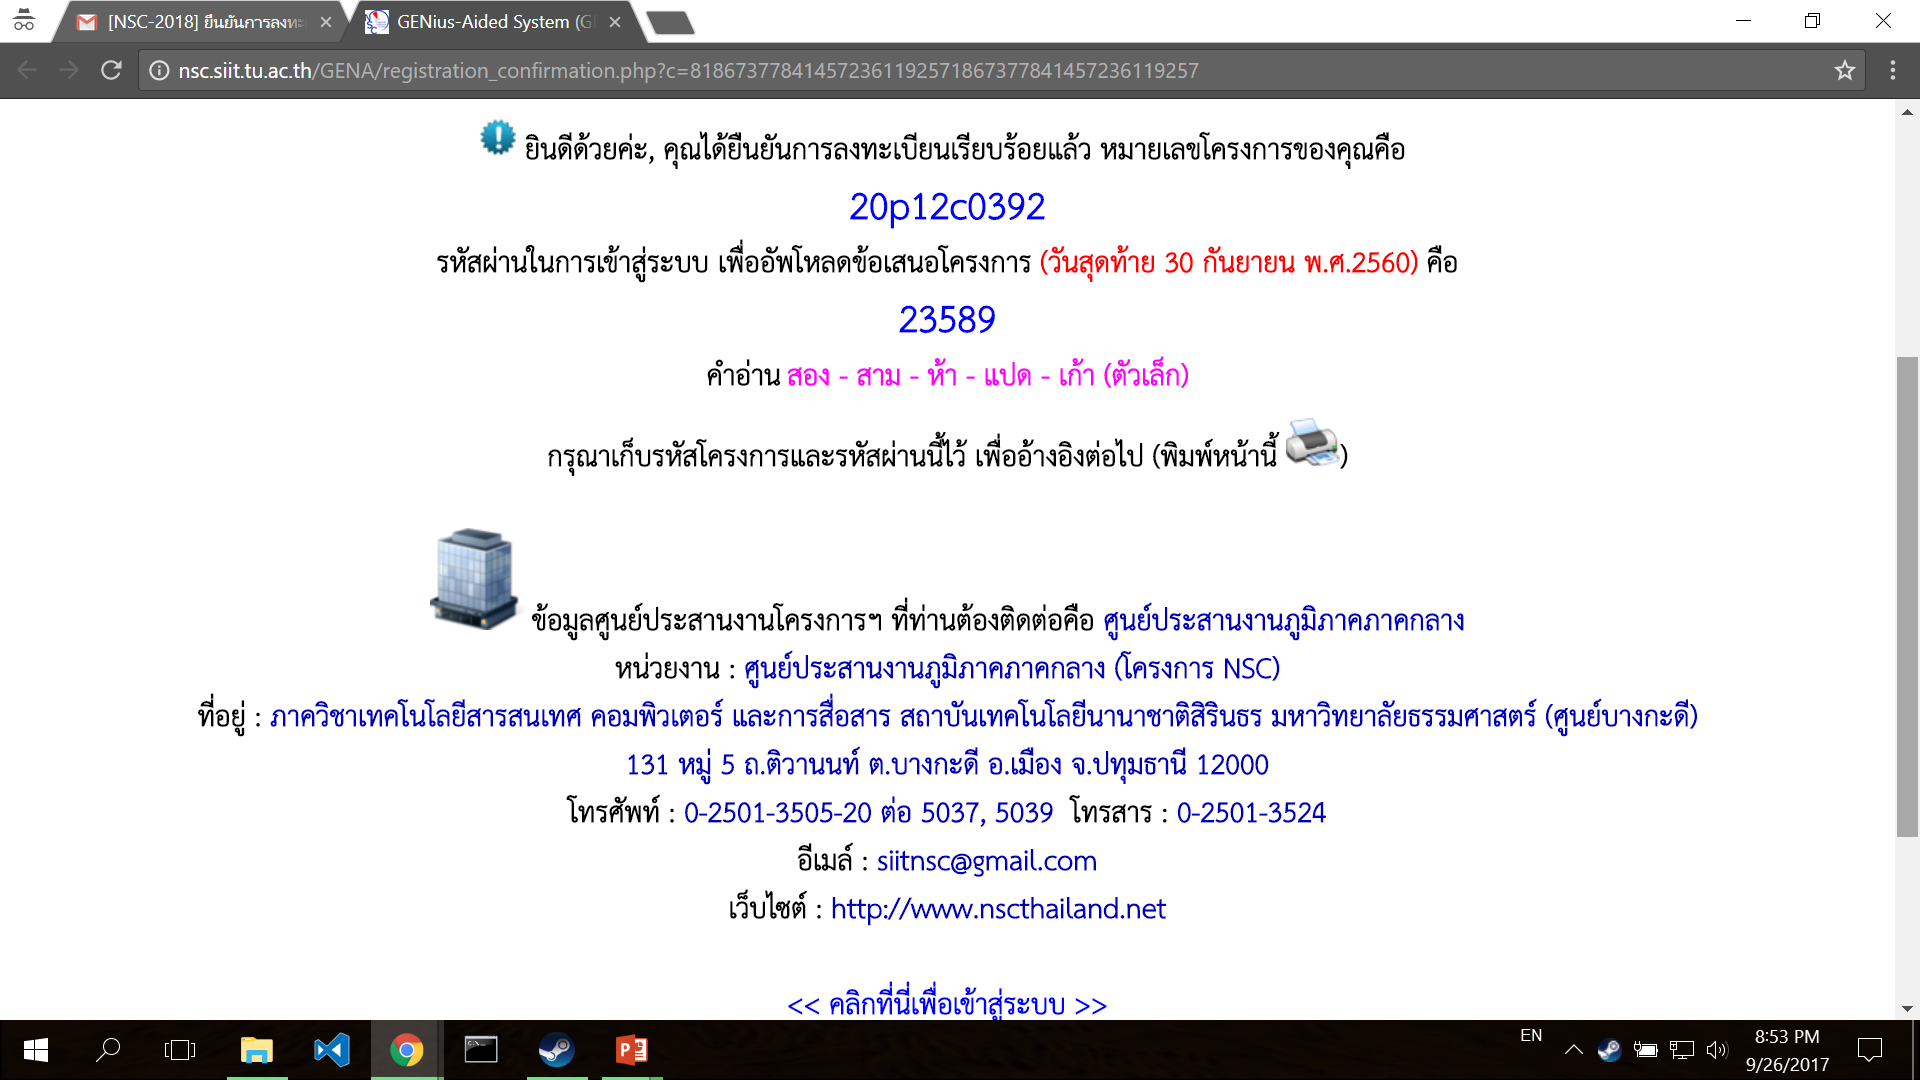 [NSC-2018] ยืนยันการลงทะ
GENius-Aided System (G
nsc.siit.tu.ac.th/GENA/registration_confirmation.php?c=81867377841457236119257186737784145723611925​7
ยินดีด้วยค่ะ, คุณได้ยืนยันการลงทะเบียนเรียบร้อยแล้ว หมายเลขโครงการของคุณคือ
20p12c0392
รหัสผ่านในการเข้าสู่ระบบ เพื่ออัพโหลดข้อเสนอโครงการ (วันสุดท้าย 30 กันยายน พ.ศ.2560) คือ
23589
คำอ่าน สอง - สาม - ห้า - แปด - เก้า (ตัวเล็ก)
กรุณาเก็บรหัสโครงการและรหัสผ่านนี้ไว้ เพื่ออ้างอิงต่อไป (พิมพ์หน้านี้ )
ข้อมูลศูนย์ประสานงานโครงการฯ ที่ท่านต้องติดต่อคือ ศูนย์ประสานงานภูมิภาคภาคกลาง
หน่วยงาน : ศูนย์ประสานงานภูมิภาคภาคกลาง (โครงการ NSC)
ที่อยู่ : ภาควิชาเทคโนโลยีสารสนเทศ คอมพิวเตอร์ และการสื่อสาร สถาบันเทคโนโลยีนานาชาติสิรินธร มหาวิทยาลัยธรรมศาสตร์ (ศูนย์บางกะดี)
131 หมู่ 5 ถ.ติวานนท์ ต.บางกะดี อ.เมือง จ.ปทุมธานี 12000
โทรศัพท์ : 0-2501-3505-20 ต่อ 5037, 5039 โทรสาร : 0-2501-3524
อีเมล์ : siitnsc@gmail.com
เว็บไซต์ : http://www.nscthailand.net
<< คลิกที่นี่เพื่อเข้าสู่ระบบ >>
EN
8:53 PM
9/26/2017